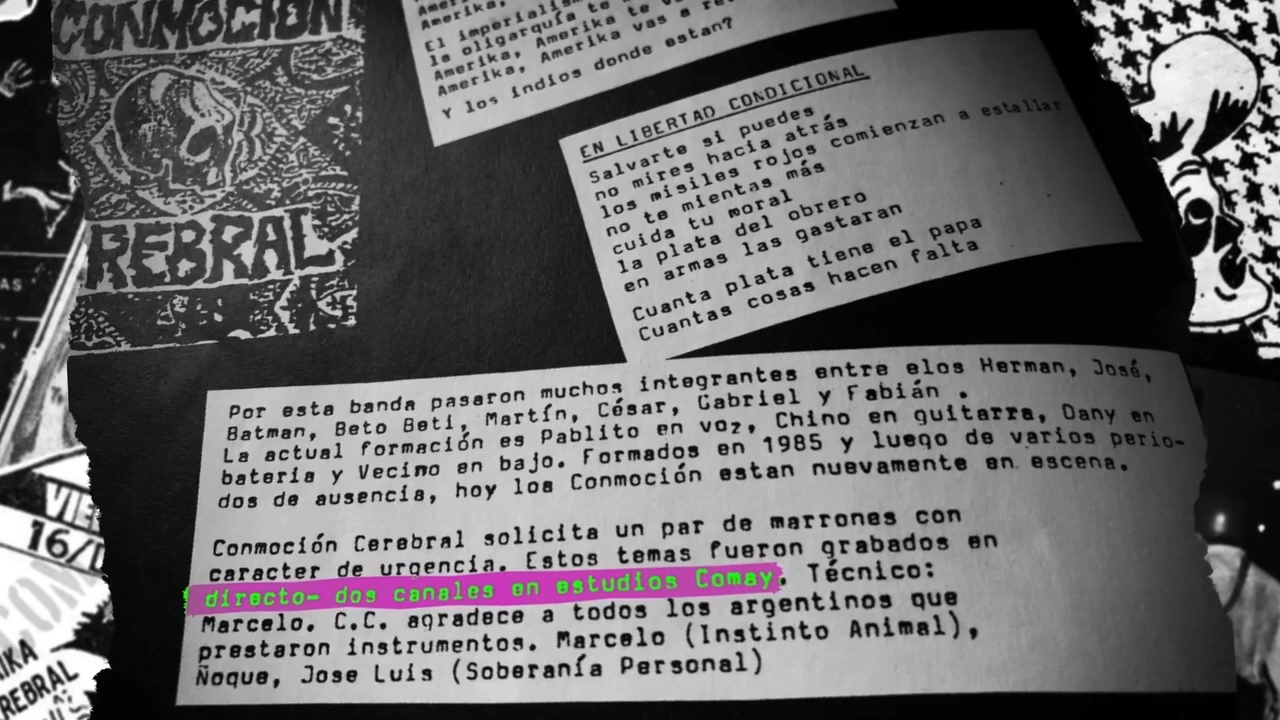 CONMOCION
REBRAL
Amerika,
El imperialis
la oligarquía te
Amerika, Amerika te
Amerika, Amerika vas a
Y los indios donde estan?
EN LIBERTAD CONDICIONAL
Salvarte si puedes
no mires hacia atrás
los misiles rojos comienzan a estallar
no te mientas más
cuida tu moral
la plata del obrero
en armas las gastaran
Cuanta plata tiene el papa
Cuantas cosas hacen falta
Por esta banda pasaron muchos integrantes entre elos Herman, José,
Batman, Beto Beti, Martín, César, Gabriel y Fabián .
La actual formación es Pablito en voz, Chino en guitarra, Dany en
bateria y Vecino en bajo. Formados en 1985 y luego de varios perio-
dos de ausencia, hoy los Conmoción estan nuevamente en escena.
Conmoción Cerebral solicita un par de marrones con
caracter de urgencia. Estos temas fueron grabados en
directo- dos canales en estudios Comay. Técnico:
Marcelo. C.C. agradece a todos los argentinos que
prestaron instrumentos. Marcelo (Instinto Animal),
Ñoque, Jose Luis (Soberanía Personal)
AS
VIE
16/
IKA
EREBRAL